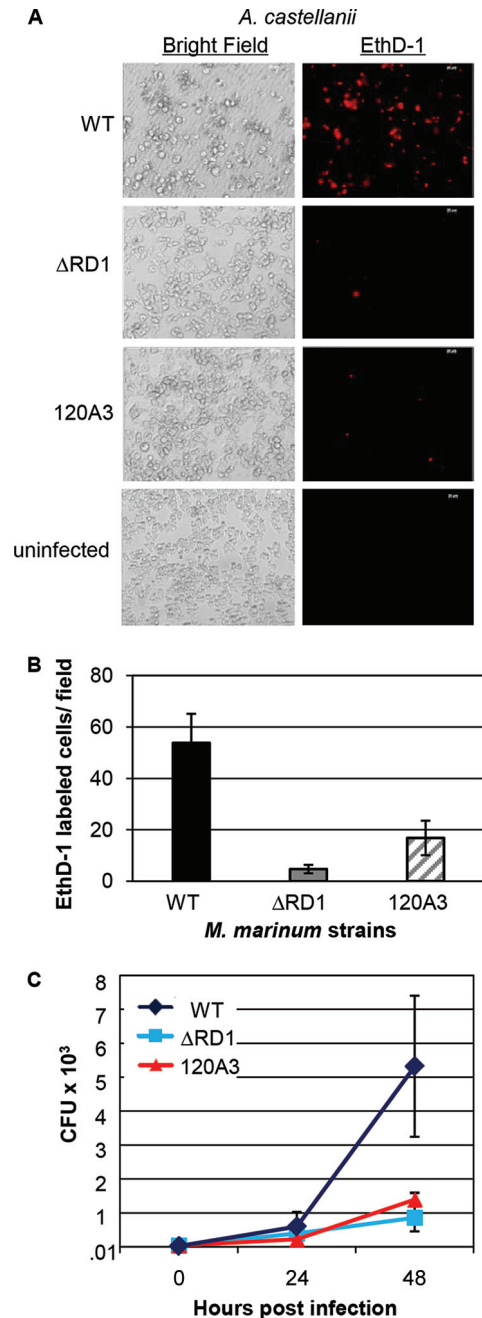 A
A. castellanii
Bright Field
EthD-1
WT
ΔRD1
120A3
uninfected
B
EthD-1 labeled cells/ field
80
60
40
20
0
WT
ΔRD1
120A3
M. marinum strains
C
CFU x 10³
8
7
6
5
4
3
2
1
.01
WT
ΔRD1
120A3
0
24
48
Hours post infection